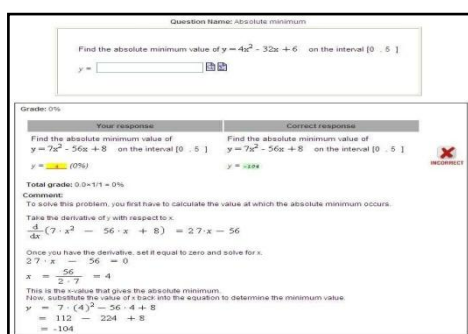 Question Name: Absolute minimum
Find the absolute minimum value of y = 4x² - 32x + 6 on the interval [0 . 5 ]
y =
Grade: 0%
Your response
Correct response
Find the absolute minimum value of
y = 7x² - 56x + 8 on the interval [0 . 5 ]
y = (0%)
Find the absolute minimum value of
y = 7x² - 56x + 8 on the interval [0 . 5 ]
y = -104
INCORRECT
Total grade: 0.0×1/1 = 0%
Comment:
To solve this problem, you first have to calculate the value at which the absolute minimum occurs.
Take the derivative of y with respect to x.
d/dx (7 · x² - 56 · x + 8) = 2 7 · x - 56
Once you have the derivative, set it equal to zero and solve for x.
2 7 · x - 56 = 0
x = 56 / 2 · 7 = 4
This is the x-value that gives the absolute minimum.
Now, substitute the value of x back into the equation to determine the minimum value.
y = 7 · (4)² - 56 · 4 + 8
= 112 - 224 + 8
= -104